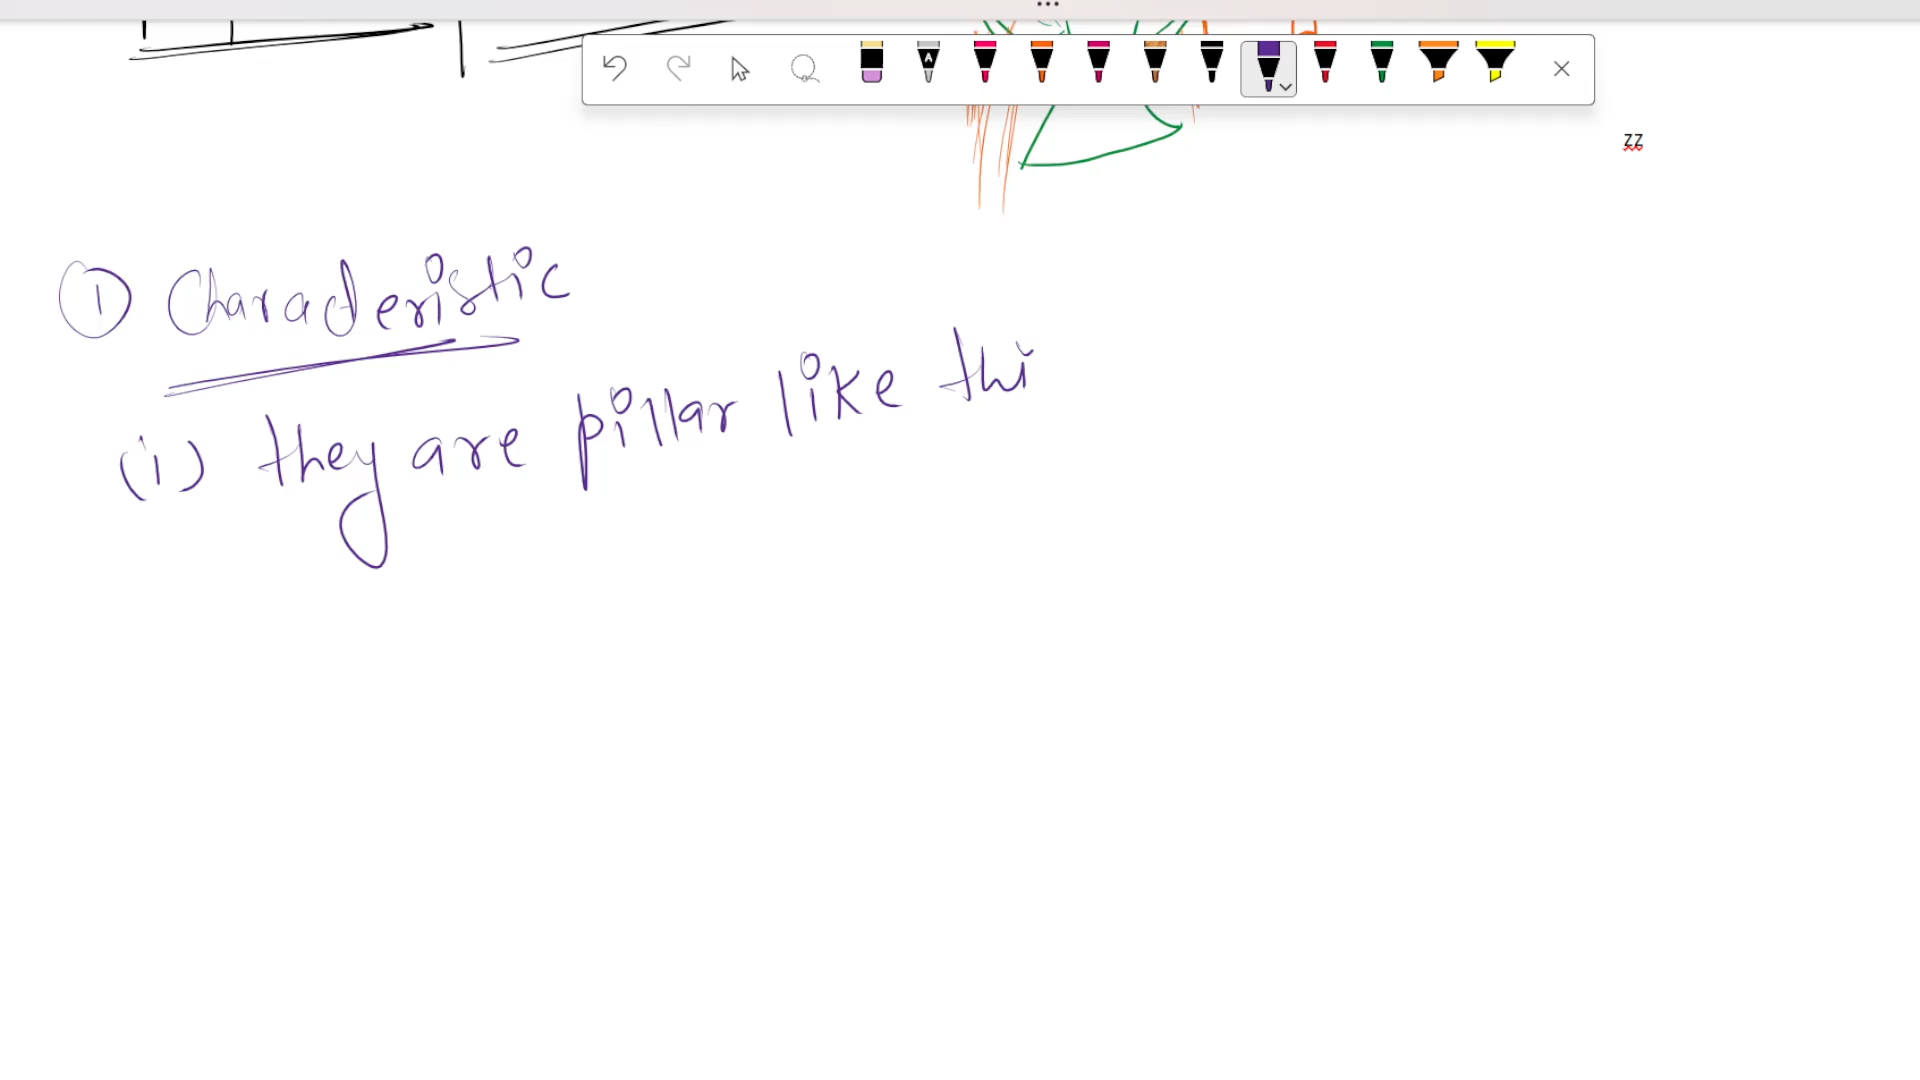 zz
① Characteristic
(i) they are pillar like thi